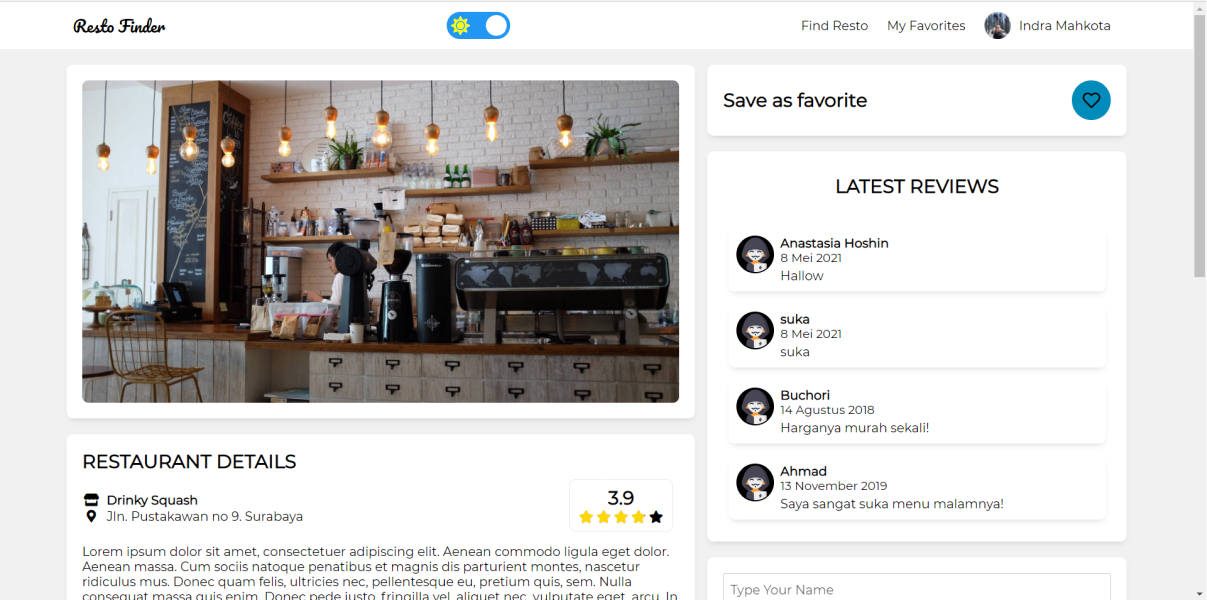 Resto Finder
Find Resto
My Favorites
Indra Mahkota
Save as favorite
LATEST REVIEWS
Anastasia Hoshin
8 Mei 2021
Hallow
suka
8 Mei 2021
suka
Buchori
14 Agustus 2018
Harganya murah sekali!
Ahmad
13 November 2019
Saya sangat suka menu malamnya!
Type Your Name
RESTAURANT DETAILS
Drinky Squash
Jln. Pustakawan no 9. Surabaya
3.9
Lorem ipsum dolor sit amet, consectetuer adipiscing elit. Aenean commodo ligula eget dolor.
Aenean massa. Cum sociis natoque penatibus et magnis dis parturient montes, nascetur
ridiculus mus. Donec quam felis, ultricies nec, pellentesque eu, pretium quis, sem. Nulla
consequat massa quis enim. Donec pede justo, fringilla vel, aliquet nec, vulputate eget, arcu. In